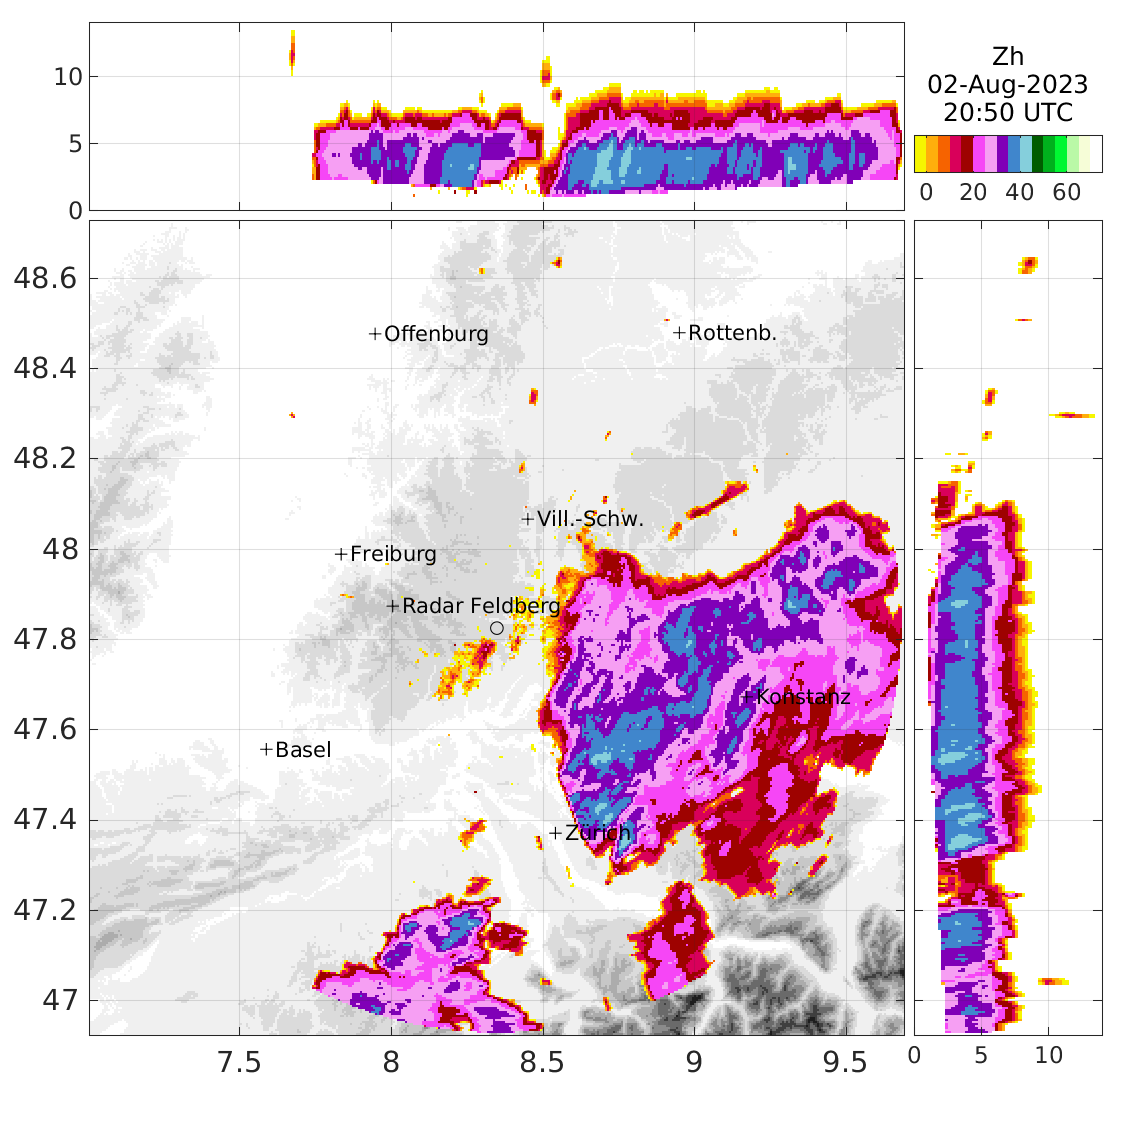 10
5
0
Zh
02-Aug-2023
20:50 UTC
0 20 40 60
48.6
48.4
48.2
48
47.8
47.6
47.4
47.2
47
+Offenburg
+Rottenb.
+Vill.-Schw.
+Freiburg
+Radar Feldberg
+Konstanz
+Basel
+Zurich
7.5 8 8.5 9 9.5
0 5 10